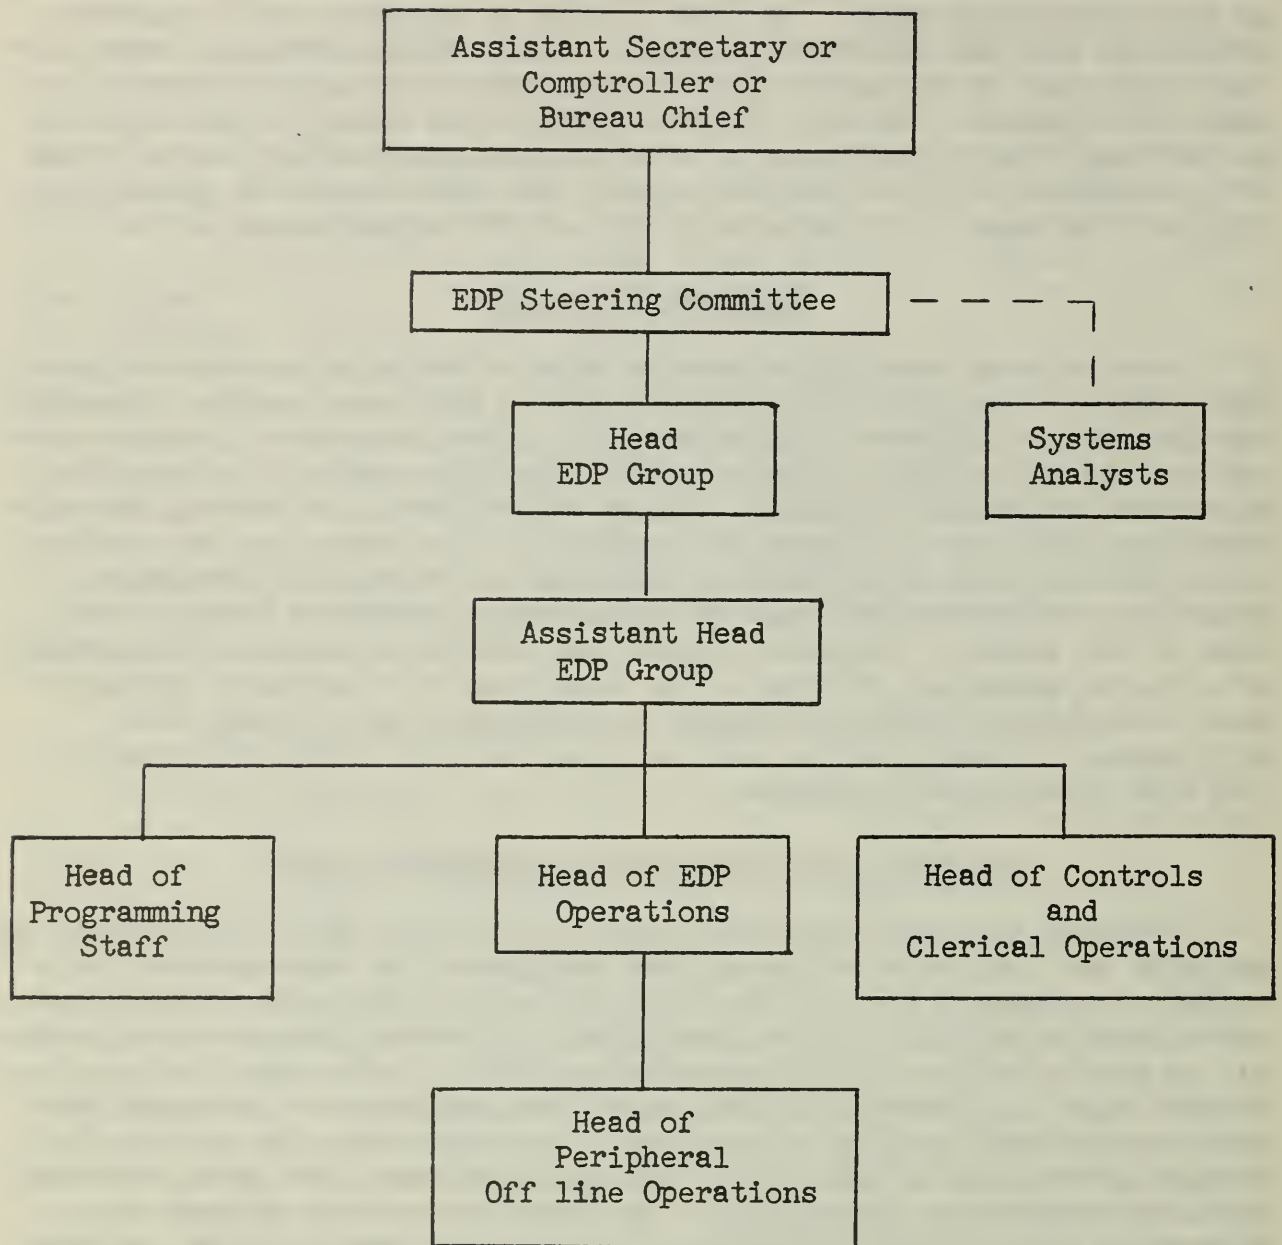 Assistant Secretary or
Comptroller or
Bureau Chief
EDP Steering Committee
Head
EDP Group
Systems
Analysts
Assistant Head
EDP Group
Head of
Programming
Staff
Head of EDP
Operations
Head of Controls
and
Clerical Operations
Head of
Peripheral
Off line Operations